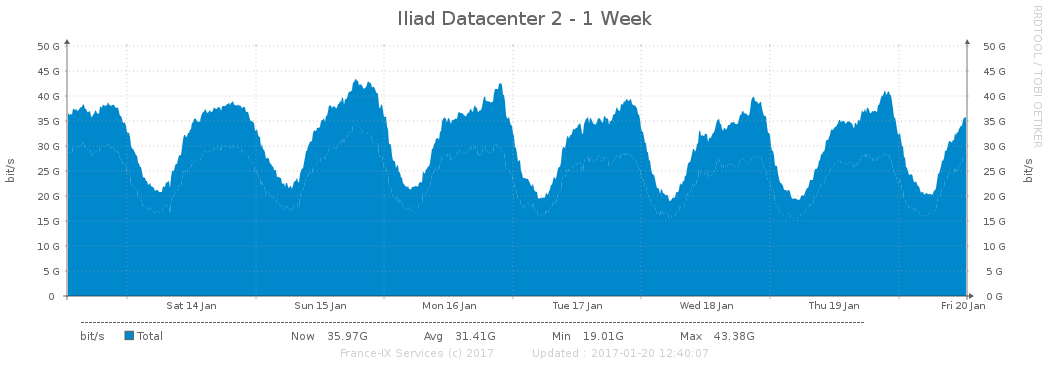 Iliad Datacenter 2 - 1 Week
RRDTOOL / TOBI OETIKER
bit/s
50 G 50 G
45 G 45 G
40 G 40 G
35 G 35 G
30 G 30 G
25 G 25 G
20 G 20 G
15 G 15 G
10 G 10 G
5 G 5 G
0 0 G
bit/s
Sat 14 Jan Sun 15 Jan Mon 16 Jan Tue 17 Jan Wed 18 Jan Thu 19 Jan Fri 20 Jan
bit/s Total Now 35.97G Avg 31.41G Min 19.01G Max 43.38G
France-IX Services (c) 2017 Updated : 2017-01-20 12:40:07